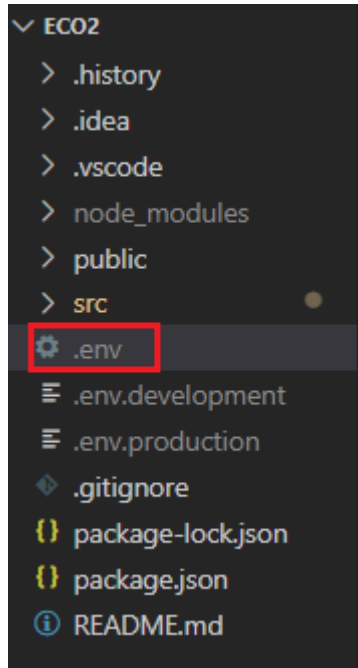 ECO2
.history
.idea
.vscode
node_modules
public
src
.env
.env.development
.env.production
.gitignore
{} package-lock.json
{} package.json
README.md